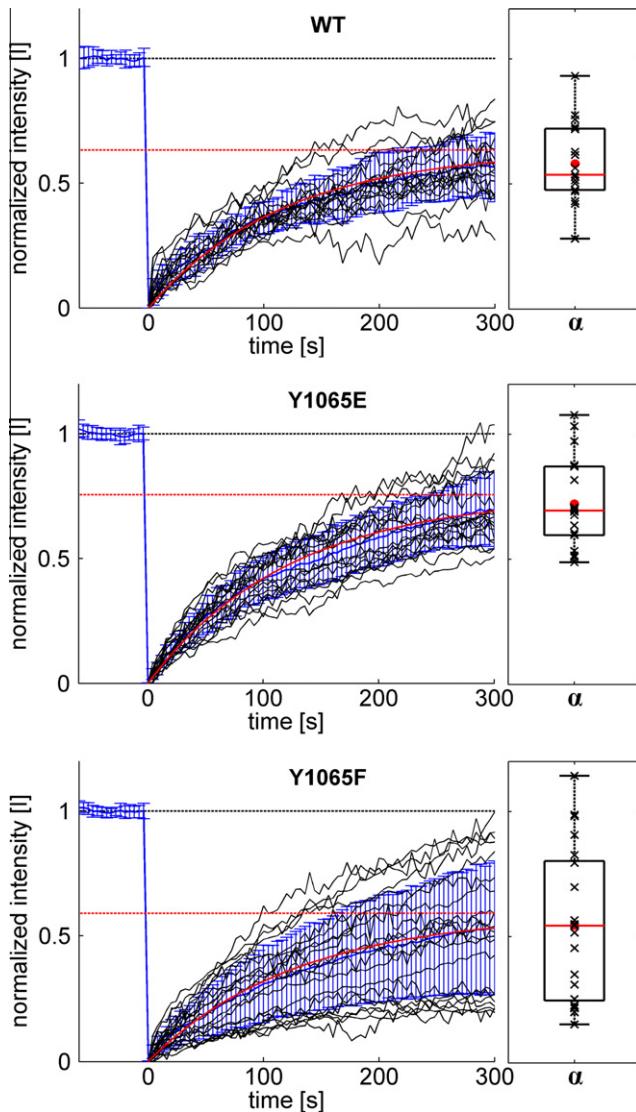 WT
normalized intensity [I]
1
0.5
0
0 100 200 300
time [s]
α
Y1065E
normalized intensity [I]
1
0.5
0
0 100 200 300
time [s]
α
Y1065F
normalized intensity [I]
1
0.5
0
0 100 200 300
time [s]
α